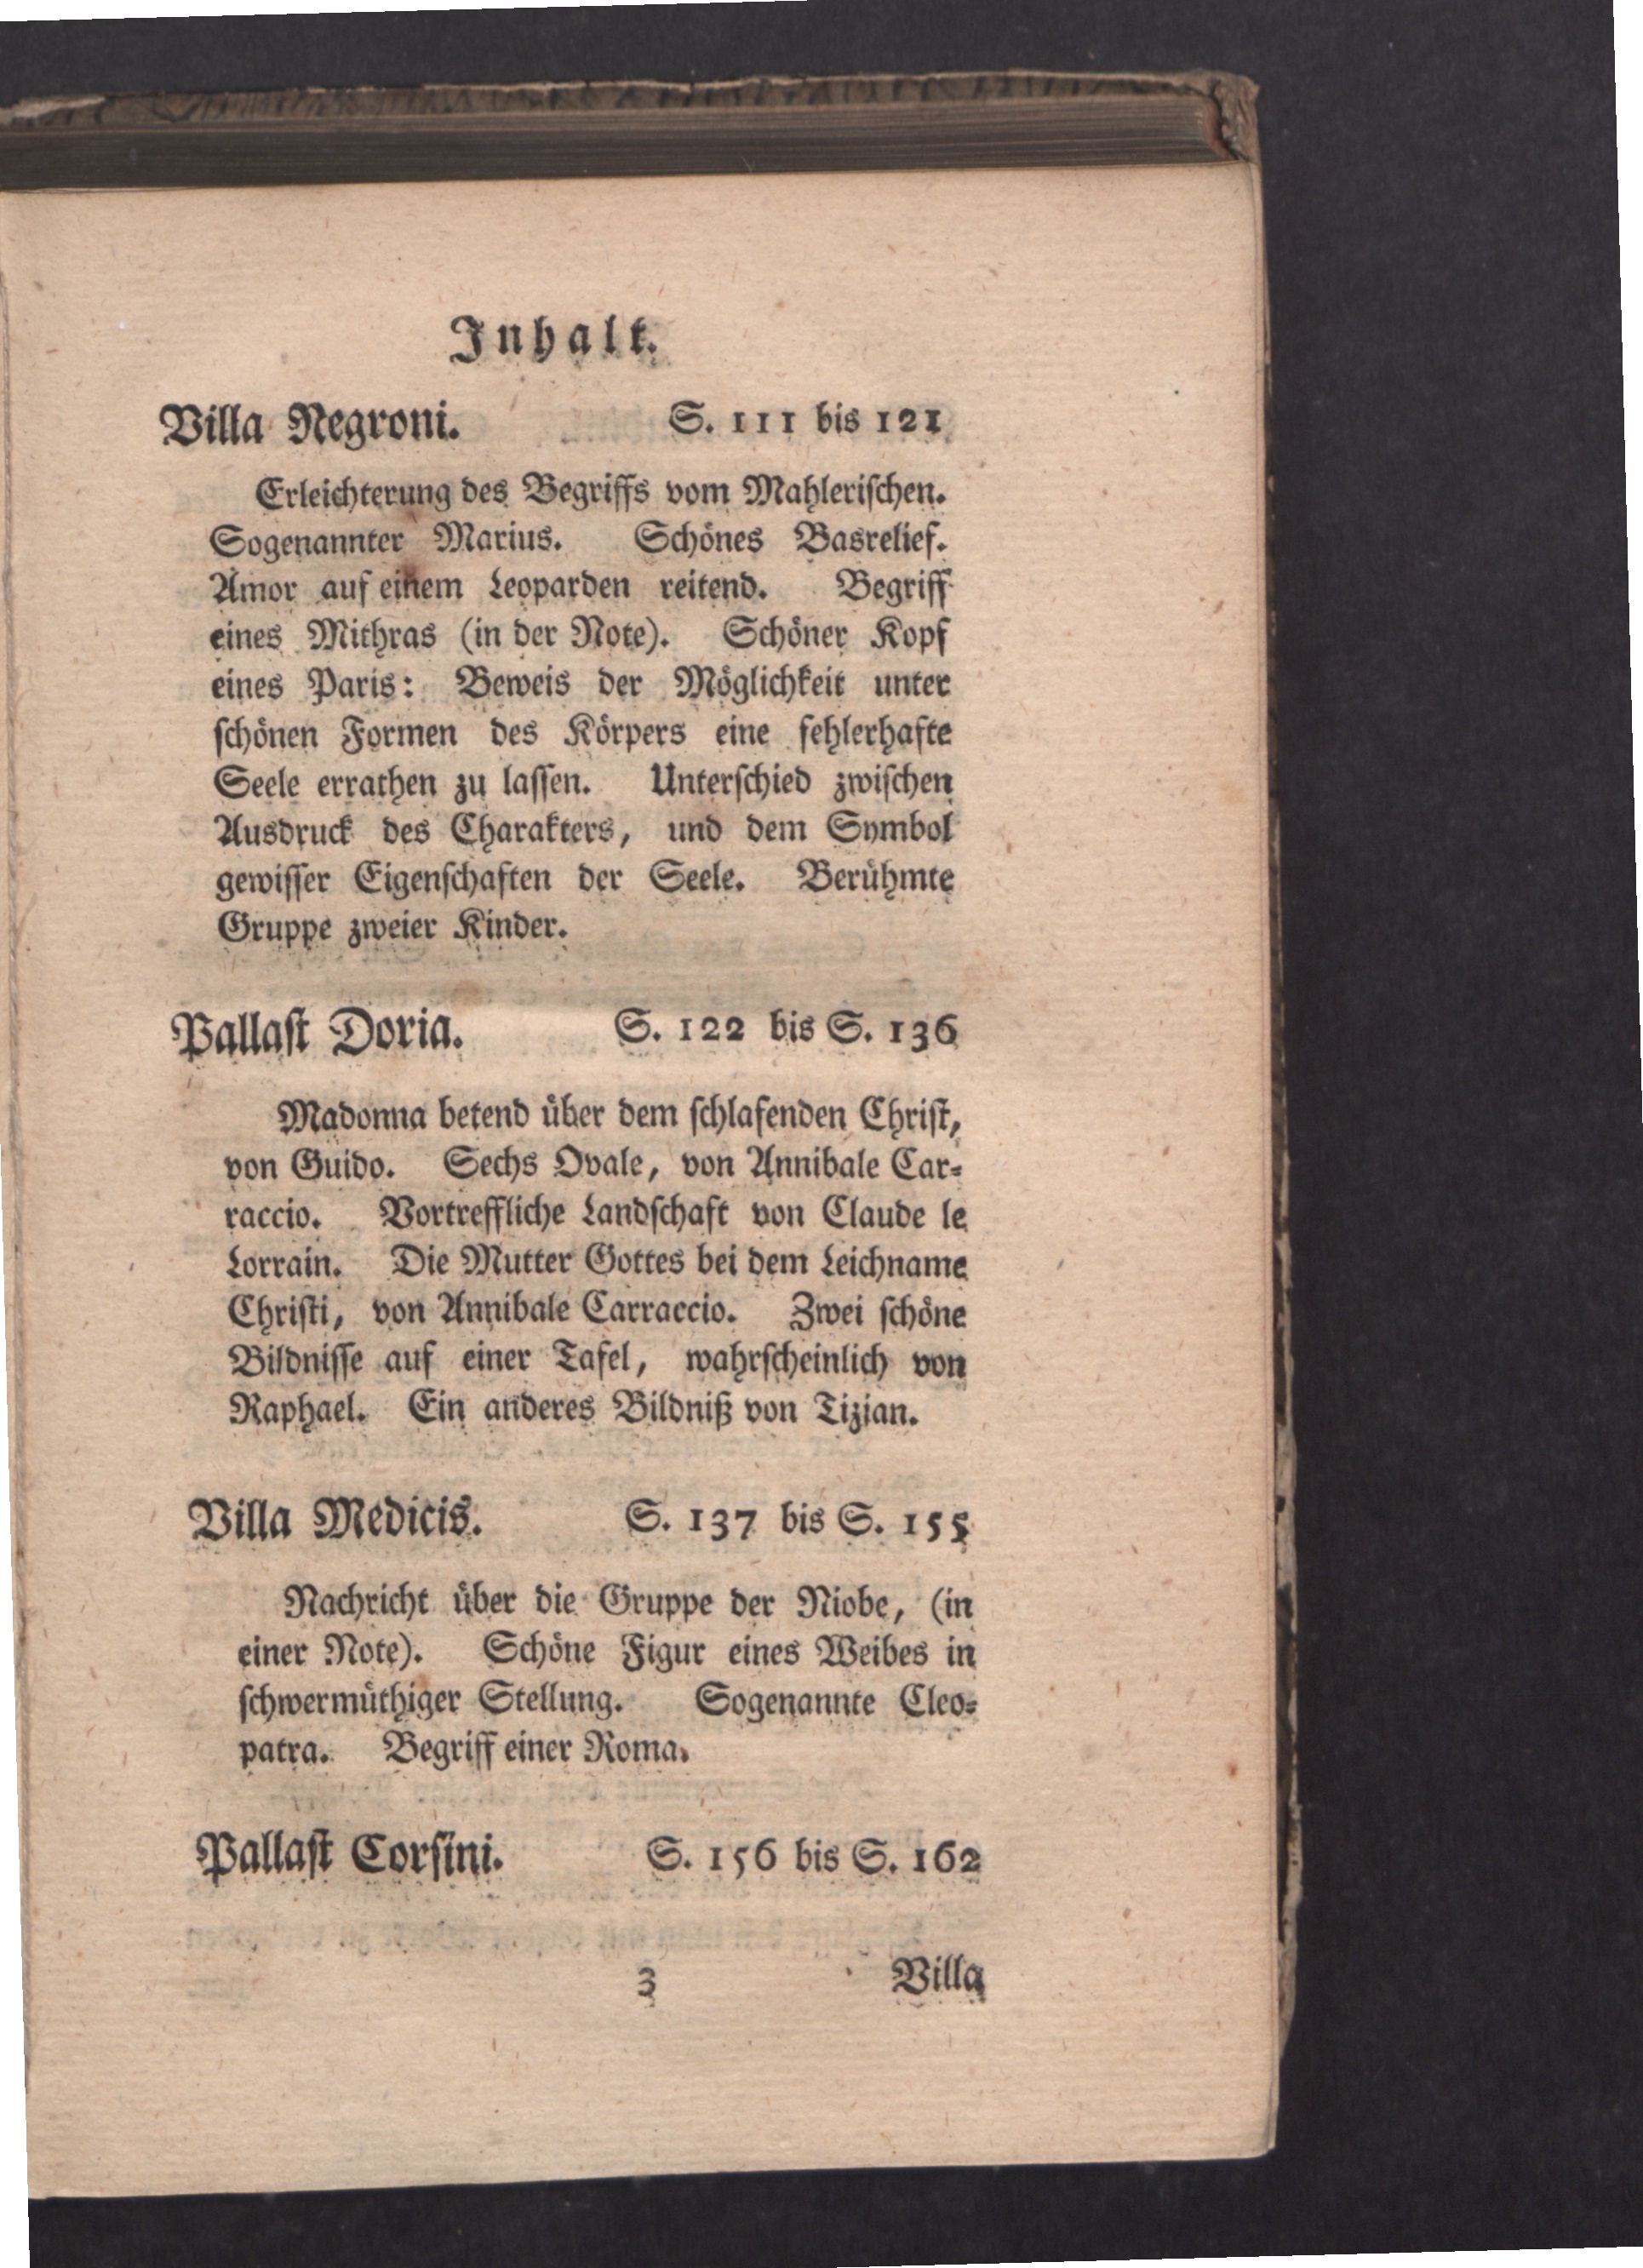 Inhalt.
Villa Negroni. S. 111 bis 121
Erleichterung des Begriffs vom Mahlerischen.
Sogenannter Marius. Schönes Basrelief.
Amor auf einem Leoparden reitend. Begriff
eines Mithras (in der Note). Schöner Kopf
eines Paris: Beweis der Möglichkeit unter
schönen Formen des Körpers eine fehlerhafte
Seele errathen zu lassen. Unterschied zwischen
Ausdruck des Charakters, und dem Symbol
gewisser Eigenschaften der Seele. Berühmte
Gruppe zweier Kinder.
Pallast Doria. S. 122 bis S. 136
Madonna betend über dem schlafenden Christ,
von Guido. Sechs Ovale, von Annibale Car-
raccio. Vortreffliche Landschaft von Claude le
Lorrain. Die Mutter Gottes bei dem Leichname
Christi, von Annibale Carraccio. Zwei schöne
Bildnisse auf einer Tafel, wahrscheinlich von
Raphael. Ein anderes Bildniß von Tizian.
Villa Medicis. S. 137 bis S. 155
Nachricht über die Gruppe der Niobe, (in
einer Note). Schöne Figur eines Weibes in
schwermüthiger Stellung. Sogenannte Cleo-
patra. Begriff einer Roma.
Pallast Corsini. S. 156 bis S. 162
3 Villa